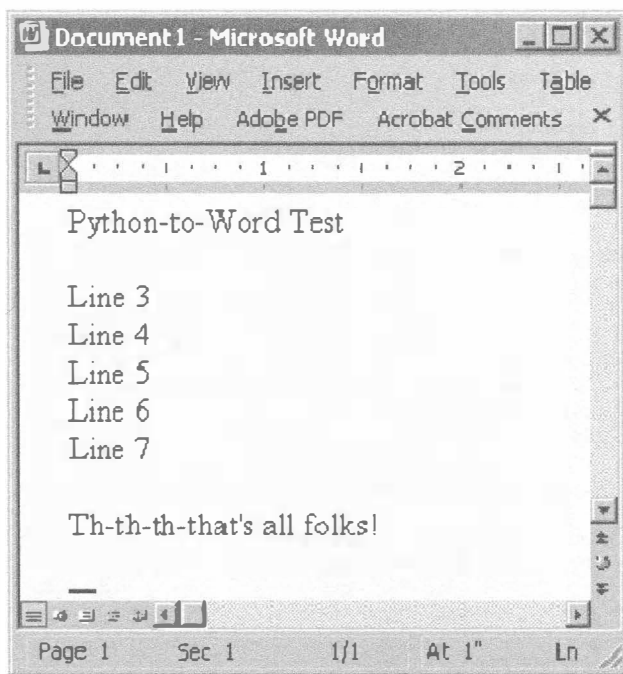 Document1 - Microsoft Word
File Edit View Insert Format Tools Table
Window Help Adobe PDF Acrobat Comments
1 2
Python-to-Word Test
Line 3
Line 4
Line 5
Line 6
Line 7
Th-th-th-that's all folks!
Page 1 Sec 1 1/1 At 1" Ln